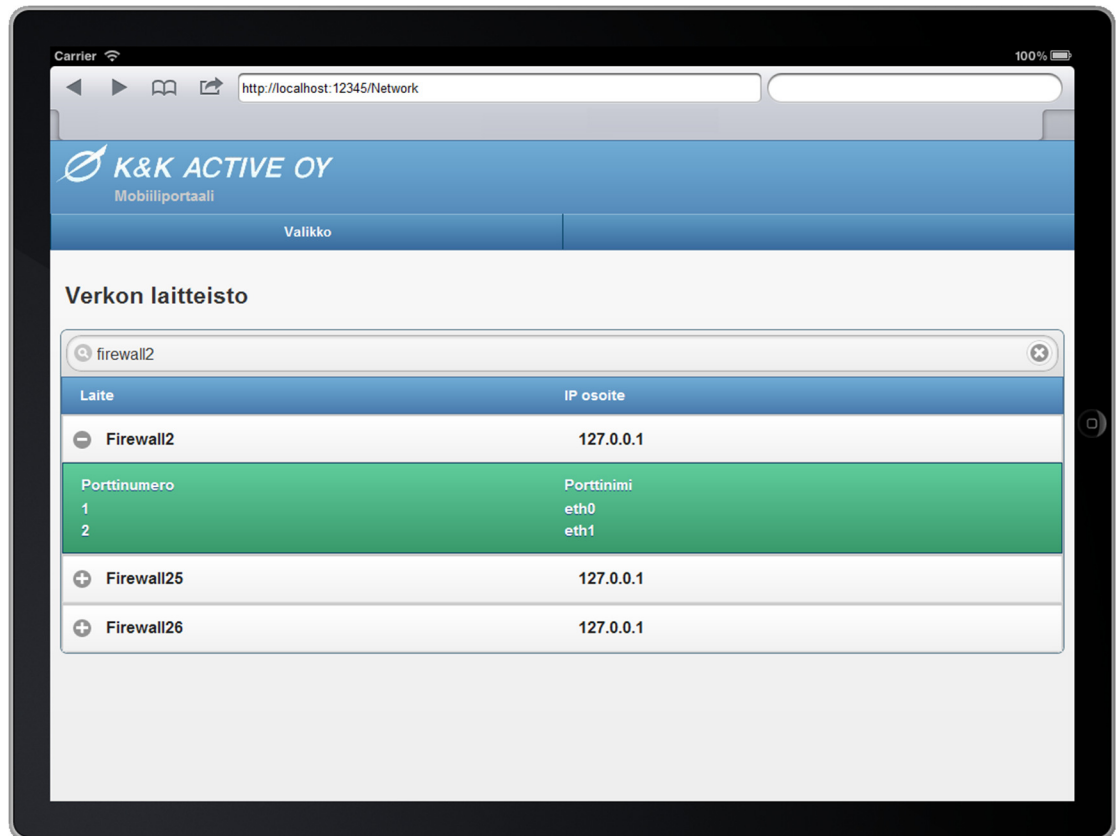 Carrier 100%
http://localhost:12345/Network
K&K ACTIVE OY
Mobiiliportaali
Valikko
Verkon laitteisto
firewall2
Laite IP osoite
Firewall2 127.0.0.1
Porttinumero Porttinimi
1 eth0
2 eth1
Firewall25 127.0.0.1
Firewall26 127.0.0.1